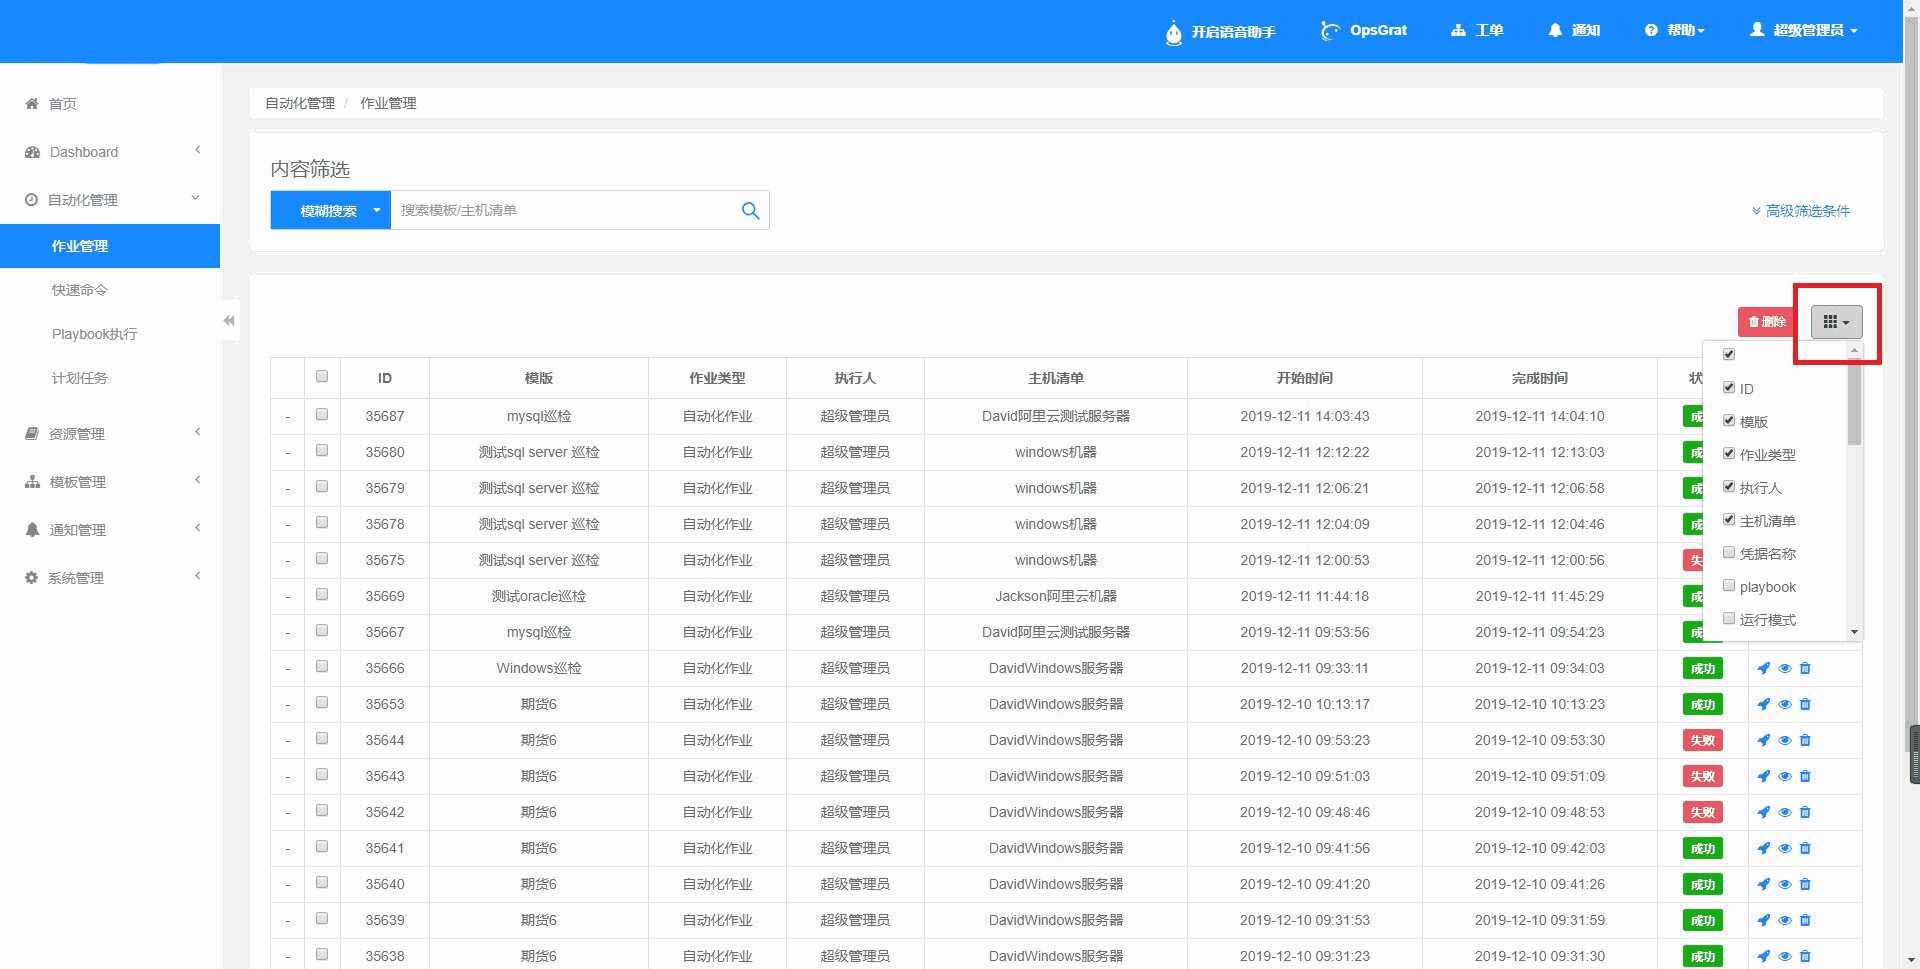 开启语音助手 OpsGrat 工单 通知 帮助 超级管理员
首页
Dashboard
自动化管理
作业管理
快速命令
Playbook执行
计划任务
资源管理
模板管理
通知管理
系统管理
自动化管理 / 作业管理
内容筛选
模糊搜索 搜索模板/主机清单
高级筛选条件
删除
ID
模版
作业类型
执行人
主机清单
凭据名称
playbook
运行模式
ID 模版 作业类型 执行人 主机清单 开始时间 完成时间
- 35687 mysql巡检 自动化作业 超级管理员 David阿里云测试服务器 2019-12-11 14:03:43 2019-12-11 14:04:10 成
- 35680 测试sql server 巡检 自动化作业 超级管理员 windows机器 2019-12-11 12:12:22 2019-12-11 12:13:03 成
- 35679 测试sql server 巡检 自动化作业 超级管理员 windows机器 2019-12-11 12:06:21 2019-12-11 12:06:58 成
- 35678 测试sql server 巡检 自动化作业 超级管理员 windows机器 2019-12-11 12:04:09 2019-12-11 12:04:46 成
- 35675 测试sql server 巡检 自动化作业 超级管理员 windows机器 2019-12-11 12:00:53 2019-12-11 12:00:56 失
- 35669 测试oracle巡检 自动化作业 超级管理员 Jackson阿里云机器 2019-12-11 11:44:18 2019-12-11 11:45:29 成
- 35667 mysql巡检 自动化作业 超级管理员 David阿里云测试服务器 2019-12-11 09:53:56 2019-12-11 09:54:23 成
- 35666 Windows巡检 自动化作业 超级管理员 DavidWindows服务器 2019-12-11 09:33:11 2019-12-11 09:34:03 成功
- 35653 期货6 自动化作业 超级管理员 DavidWindows服务器 2019-12-10 10:13:17 2019-12-10 10:13:23 成功
- 35644 期货6 自动化作业 超级管理员 DavidWindows服务器 2019-12-10 09:53:23 2019-12-10 09:53:30 失败
- 35643 期货6 自动化作业 超级管理员 DavidWindows服务器 2019-12-10 09:51:03 2019-12-10 09:51:09 失败
- 35642 期货6 自动化作业 超级管理员 DavidWindows服务器 2019-12-10 09:48:46 2019-12-10 09:48:53 失败
- 35641 期货6 自动化作业 超级管理员 DavidWindows服务器 2019-12-10 09:41:56 2019-12-10 09:42:03 成功
- 35640 期货6 自动化作业 超级管理员 DavidWindows服务器 2019-12-10 09:41:20 2019-12-10 09:41:26 成功
- 35639 期货6 自动化作业 超级管理员 DavidWindows服务器 2019-12-10 09:31:53 2019-12-10 09:31:59 成功
- 35638 期货6 自动化作业 超级管理员 DavidWindows服务器 2019-12-10 09:31:23 2019-12-10 09:31:30 成功